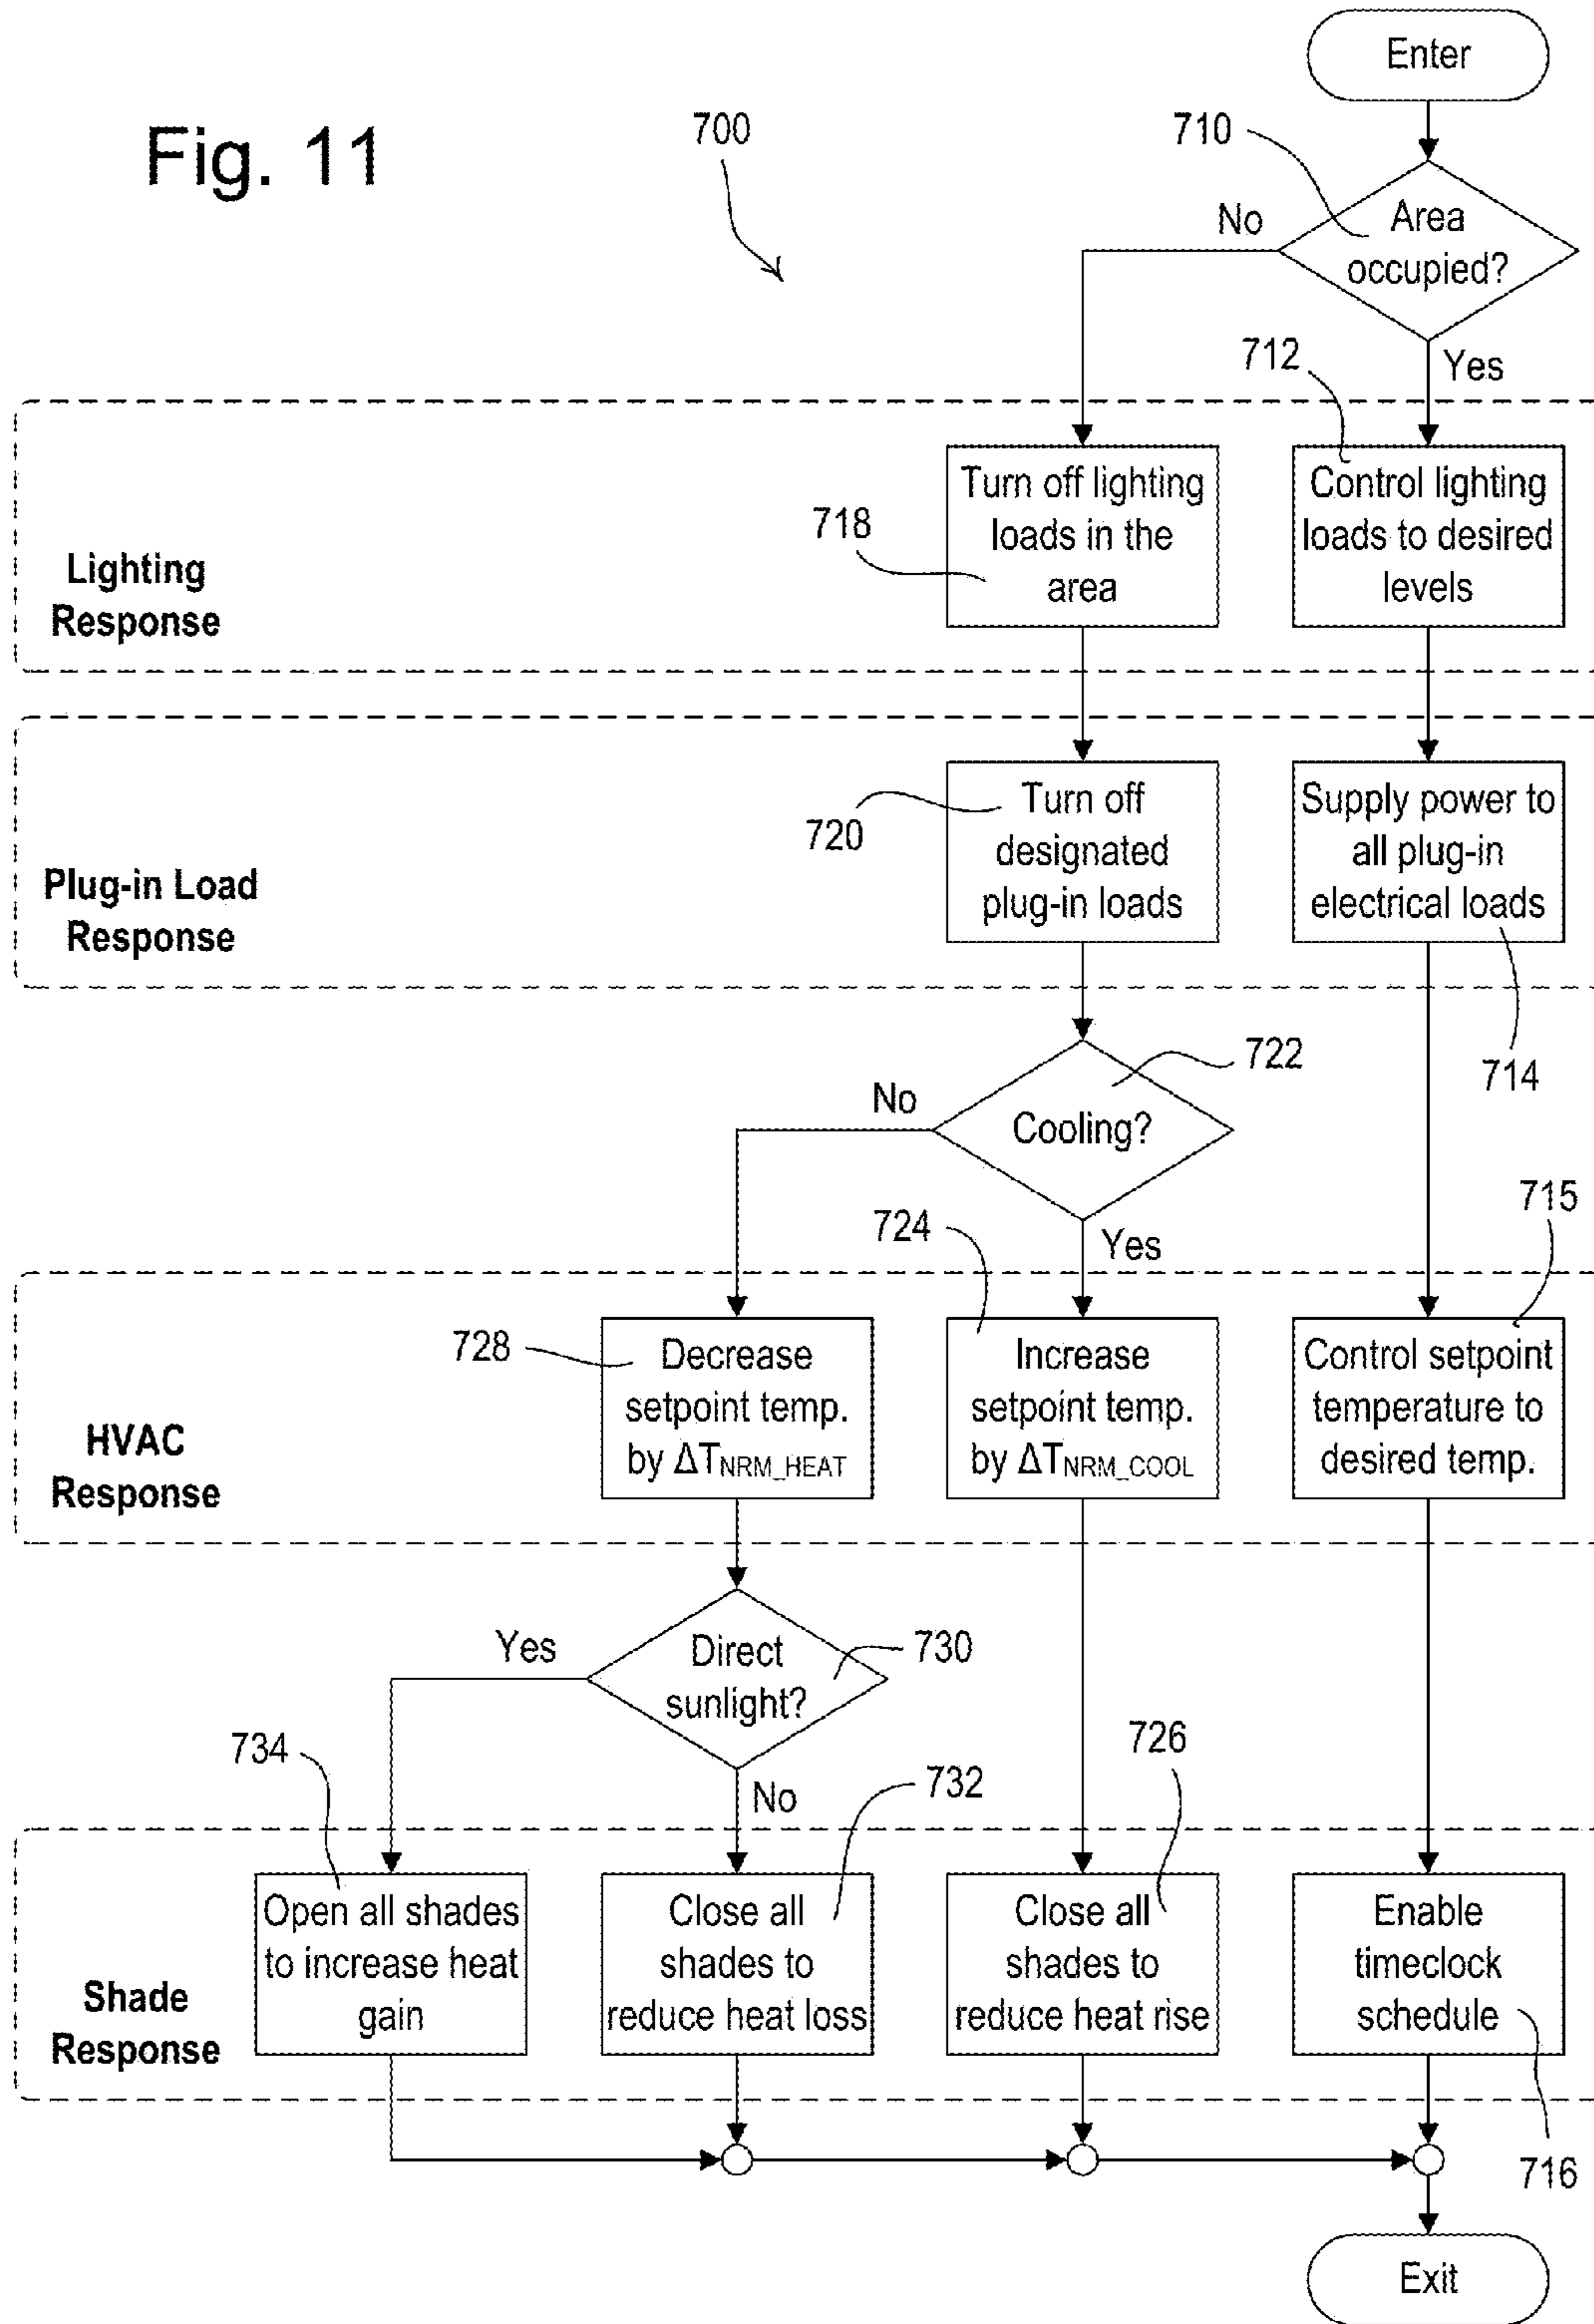 Fig. 11
700
Enter
710
Area
occupied?
No
Yes
712
Lighting
Response
718
Turn off lighting
loads in the
area
Control lighting
loads to desired
levels
Plug-in Load
Response
720
Turn off
designated
plug-in loads
Supply power to
all plug-in
electrical loads
714
722
Cooling?
No
Yes
724
715
HVAC
Response
728
Decrease
setpoint temp.
by ΔTNRM_HEAT
Increase
setpoint temp.
by ΔTNRM_COOL
Control setpoint
temperature to
desired temp.
Direct
sunlight?
730
Yes
No
734
732
726
Shade
Response
Open all shades
to increase heat
gain
Close all
shades to
reduce heat loss
Close all
shades to
reduce heat rise
Enable
timeclock
schedule
716
Exit